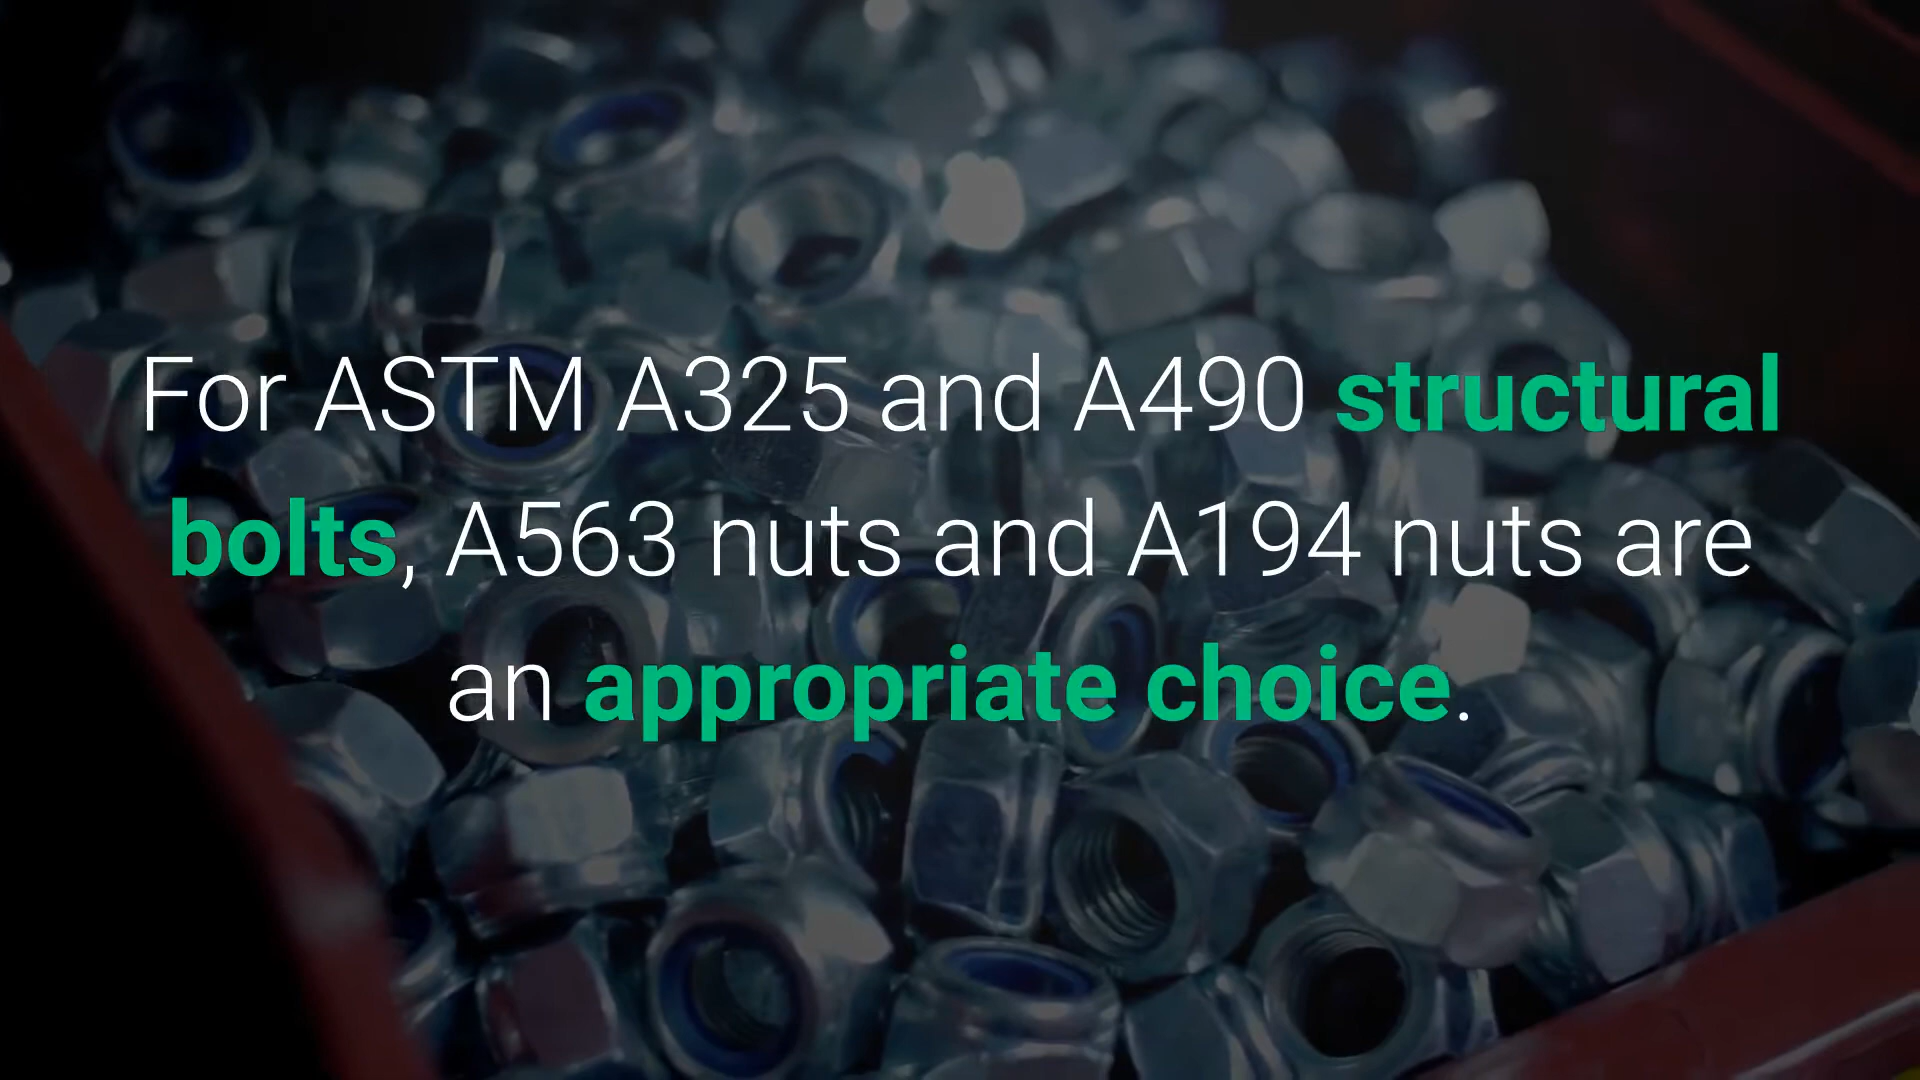 For ASTM A325 and A490 structural
bolts, A563 nuts and A194 nuts are
an appropriate choice.